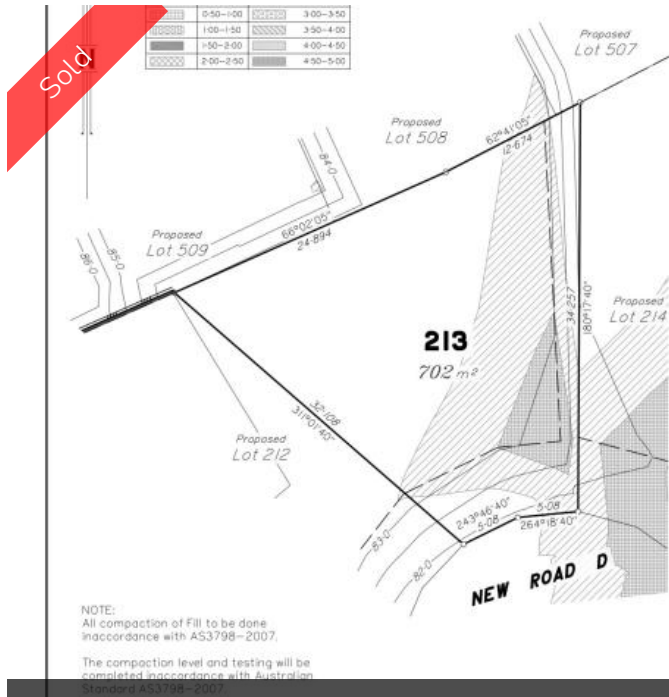 Sold
0·50-1·00 3·00-3·50
1·00-1·50 3·50-4·00
1·50-2·00 4·00-4·50
2·00-2·50 4·50-5·00
Proposed
Lot 507
Proposed
Lot 508
62°41'05"
12·674
84·0
66°02'05"
24·894
Proposed
Lot 509
85·0
86·0
34·257
180°17'40"
Proposed
Lot 214
213
702 m²
32·108
311°01'40"
Proposed
Lot 212
243°46'40"
5·08
5·08
264°18'40"
83·0
82·0
NEW ROAD D
NOTE:
All compaction of Fill to be done
inaccordance with AS3798-2007.
The compaction level and testing will be
completed inaccordance with Australian
Standard AS3798-2007.